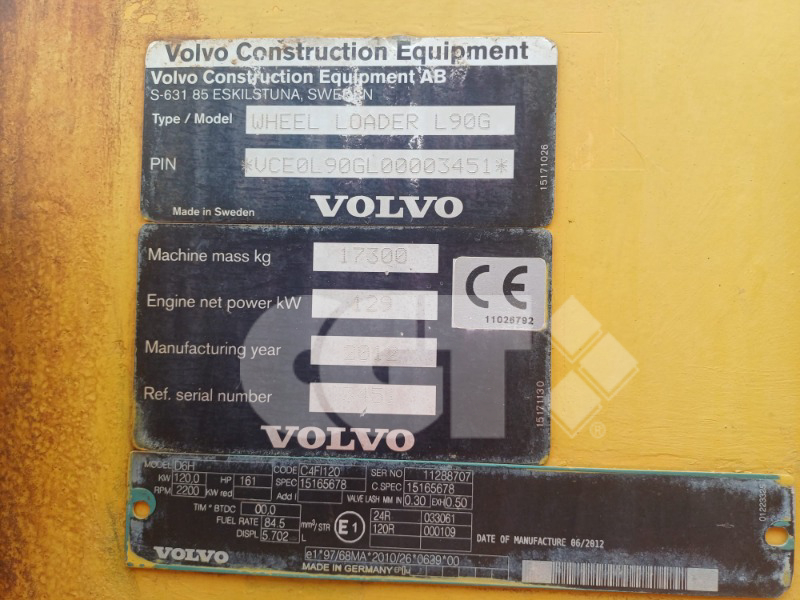 Volvo Construction Equipment
Volvo Construction Equipment AB
S-631 85 ESKILSTUNA, SWEDEN
Type / Model WHEEL LOADER L90G
PIN *VCE0L90GL00003451*
15171026
Made in Sweden VOLVO
Machine mass kg 17300
Engine net power kW 129
CE
11026792
Manufacturing year
Ref. serial number
15171130
VOLVO
MODEL D6H CODE C4FI120 SER NO 11288707
KW 120.0 HP 161 SPEC 15165678 C.SPEC 15165678
RPM 2200 KW red Add I VALVE LASH MM IN 0.30 EXH 0.50
TIM ° BTDC 00.0 24R 033061
FUEL RATE 84.5 mm³/STR E1 120R 000109
DISPL 5.702 L
DATE OF MANUFACTURE 06/2012
VOLVO e1*97/68MA*2010/26*0639*00
MADE IN GERMANY
GT
®